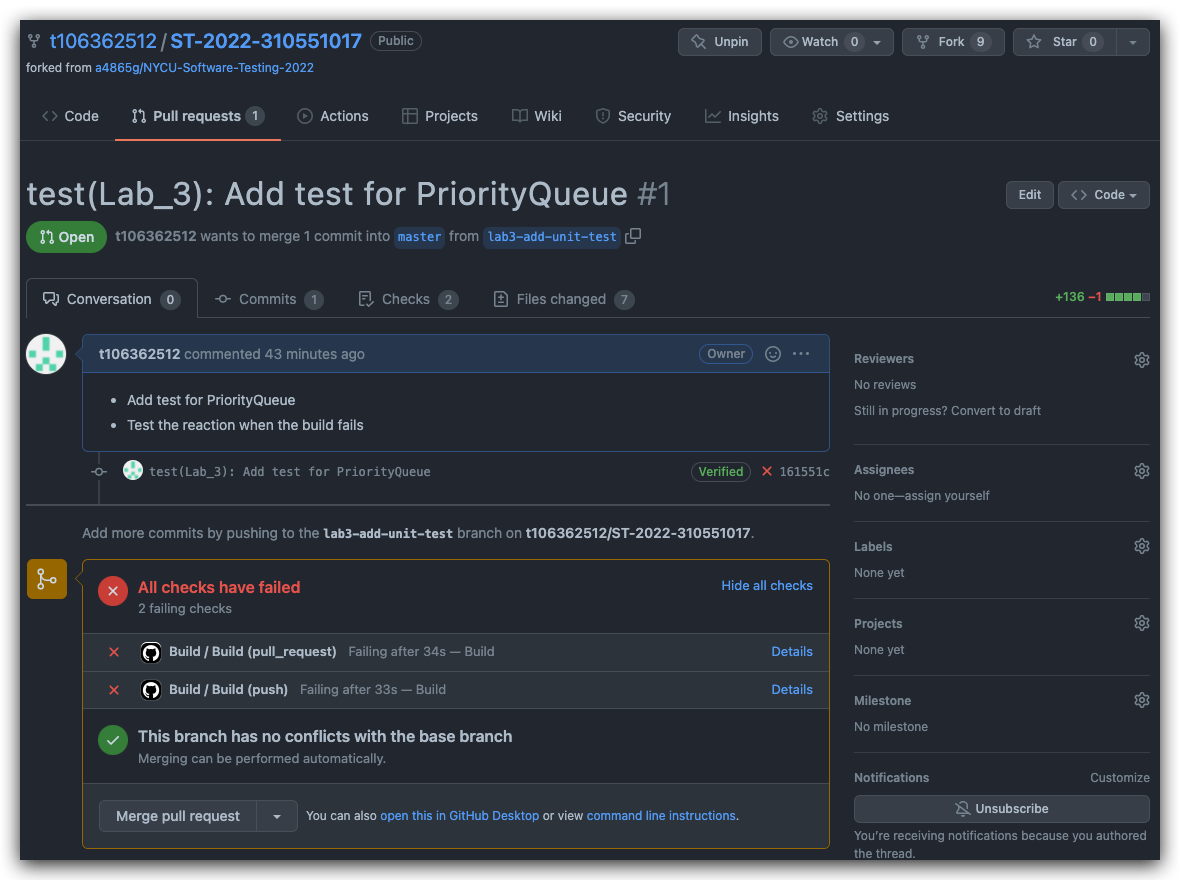 t106362512 / ST-2022-310551017 Public Unpin Watch 0 Fork 9 Star 0
forked from a4865g/NYCU-Software-Testing-2022
Code Pull requests 1 Actions Projects Wiki Security Insights Settings
test(Lab_3): Add test for PriorityQueue #1
Edit Code
Open t106362512 wants to merge 1 commit into master from lab3-add-unit-test
Conversation 0 Commits 1 Checks 2 Files changed 7 +136 −1
t106362512 commented 43 minutes ago Owner
Add test for PriorityQueue
Test the reaction when the build fails
test(Lab_3): Add test for PriorityQueue Verified 161551c
Add more commits by pushing to the lab3-add-unit-test branch on t106362512/ST-2022-310551017.
All checks have failed Hide all checks
2 failing checks
Build / Build (pull_request) Failing after 34s — Build Details
Build / Build (push) Failing after 33s — Build Details
This branch has no conflicts with the base branch
Merging can be performed automatically.
Merge pull request You can also open this in GitHub Desktop or view command line instructions.
Reviewers
No reviews
Still in progress? Convert to draft
Assignees
No one—assign yourself
Labels
None yet
Projects
None yet
Milestone
No milestone
Notifications Customize
Unsubscribe
You're receiving notifications because you authored
the thread.